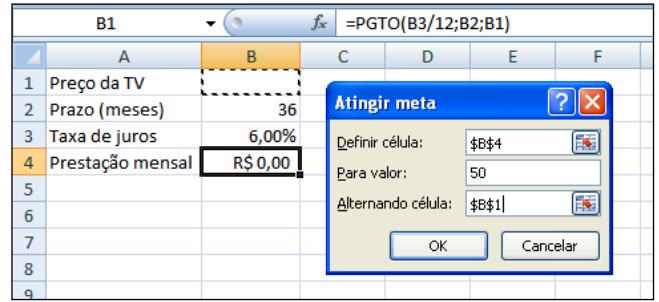 B1 fx =PGTO(B3/12;B2;B1)
A B C D E F
1 Preço da TV
2 Prazo (meses) 36
3 Taxa de juros 6,00%
4 Prestação mensal R$ 0,00
5
6
7
8
9
Atingir meta
Definir célula: $B$4
Para valor: 50
Alternando célula: $B$1
OK Cancelar